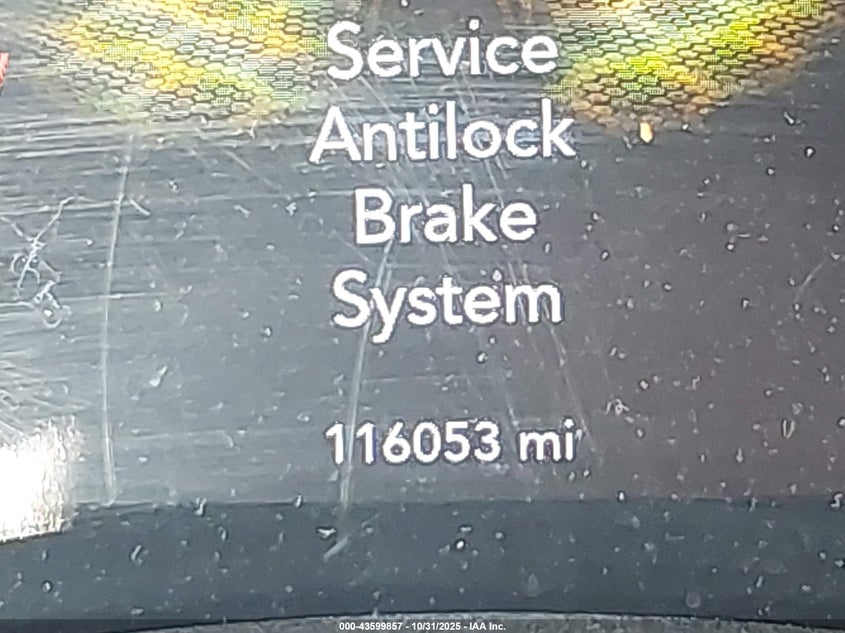 Service
Antilock
Brake
System
116053 mi
000-43599857 - 10/31/2025 - IAA Inc.